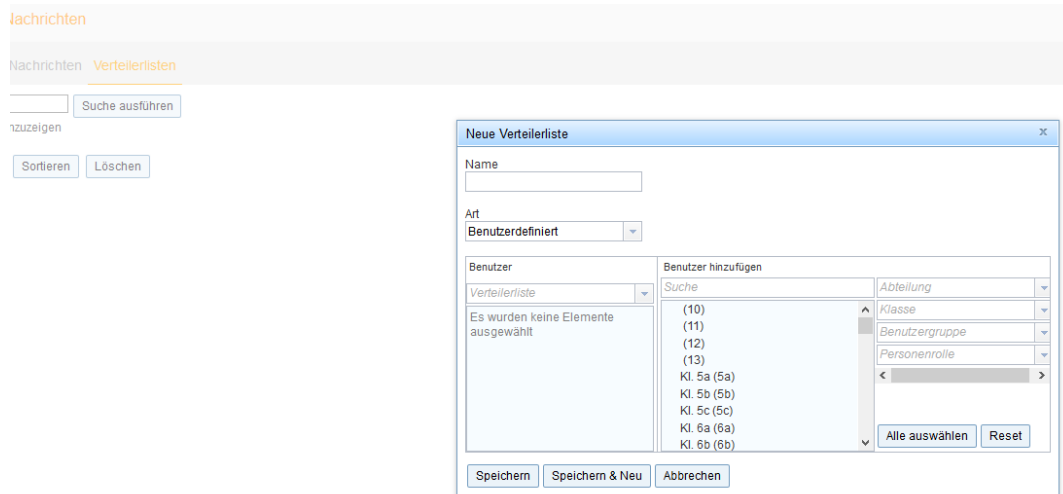 Nachrichten
Nachrichten Verteilerlisten
Suche ausführen
nzuzeigen
Sortieren Löschen
Neue Verteilerliste x
Name
Art
Benutzerdefiniert
Benutzer
Verteilerliste
Es wurden keine Elemente
ausgewählt
Benutzer hinzufügen
Suche
(10)
(11)
(12)
(13)
Kl. 5a (5a)
Kl. 5b (5b)
Kl. 5c (5c)
Kl. 6a (6a)
Kl. 6b (6b)
Abteilung
Klasse
Benutzergruppe
Personenrolle
Alle auswählen Reset
Speichern Speichern & Neu Abbrechen